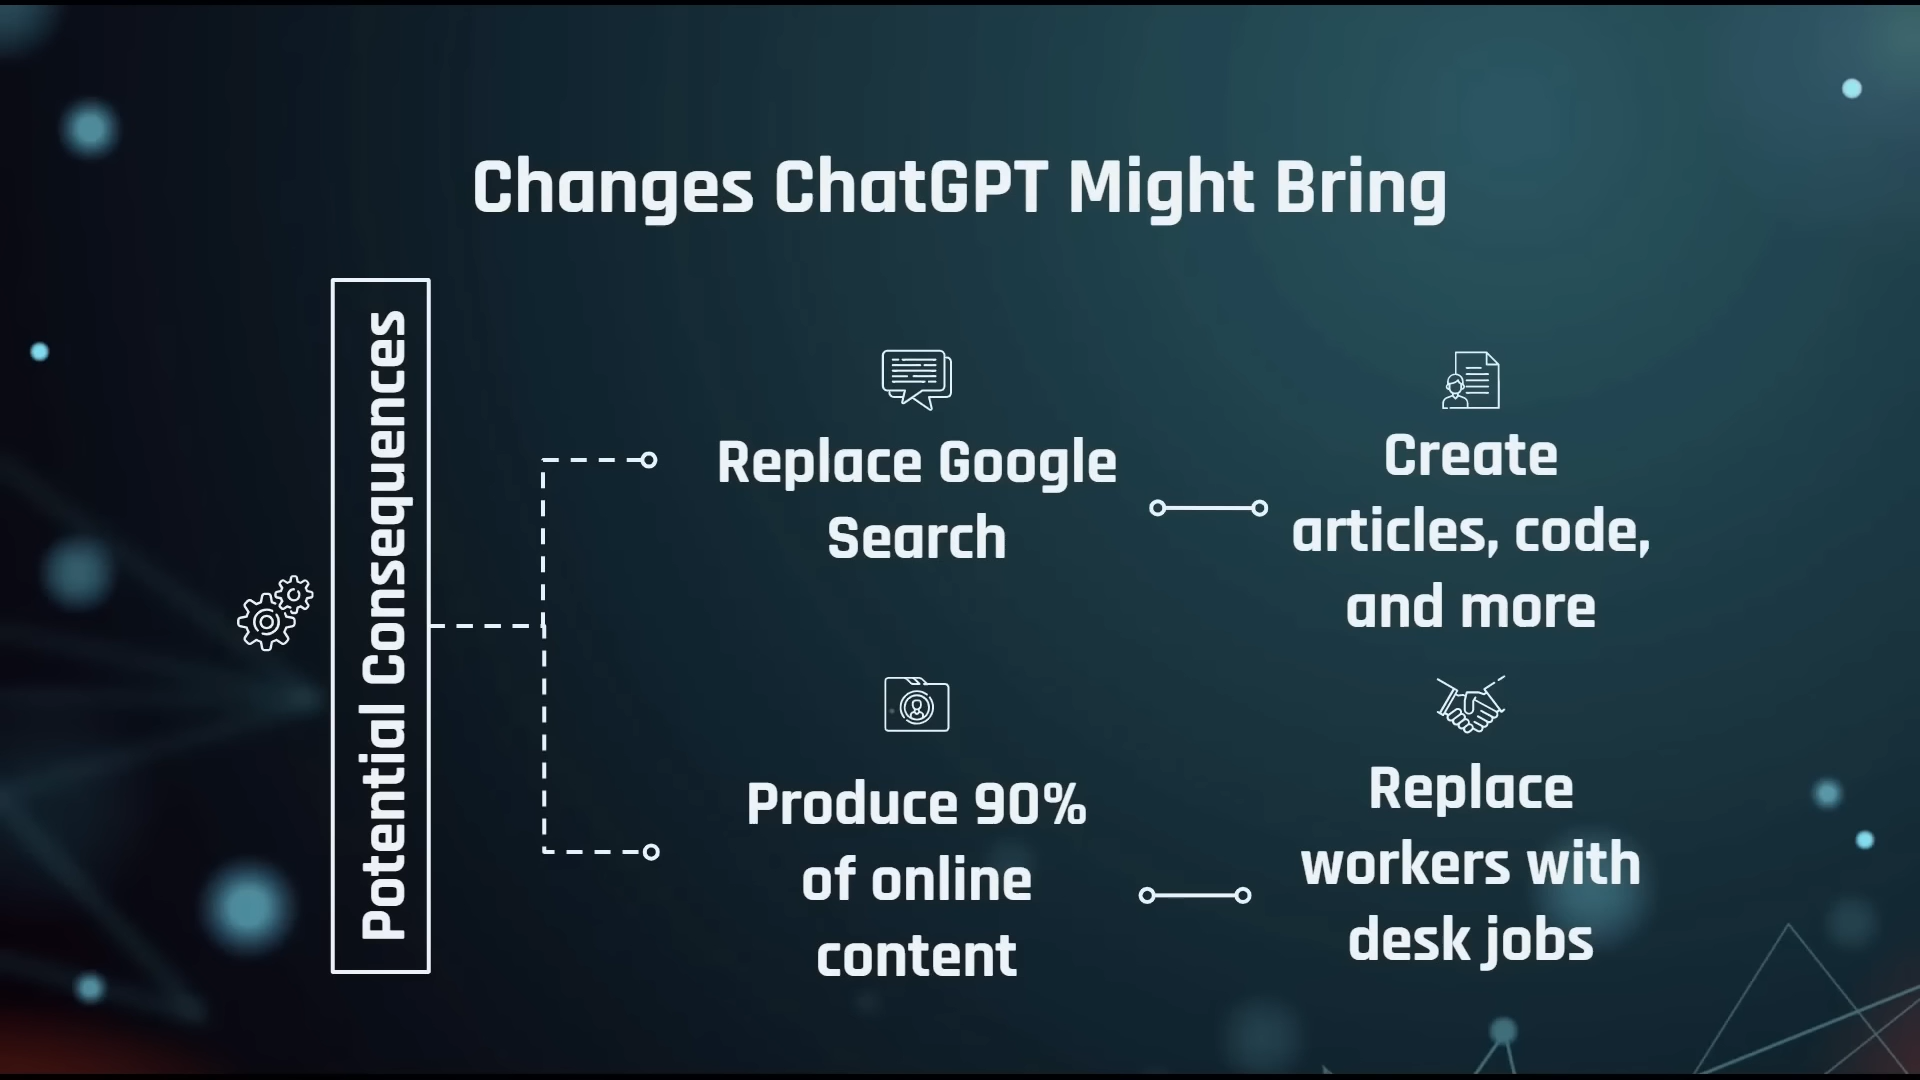 Changes ChatGPT Might Bring
Potential Consequences
Replace Google
Search
Create
articles, code,
and more
Produce 90%
of online
content
Replace
workers with
desk jobs